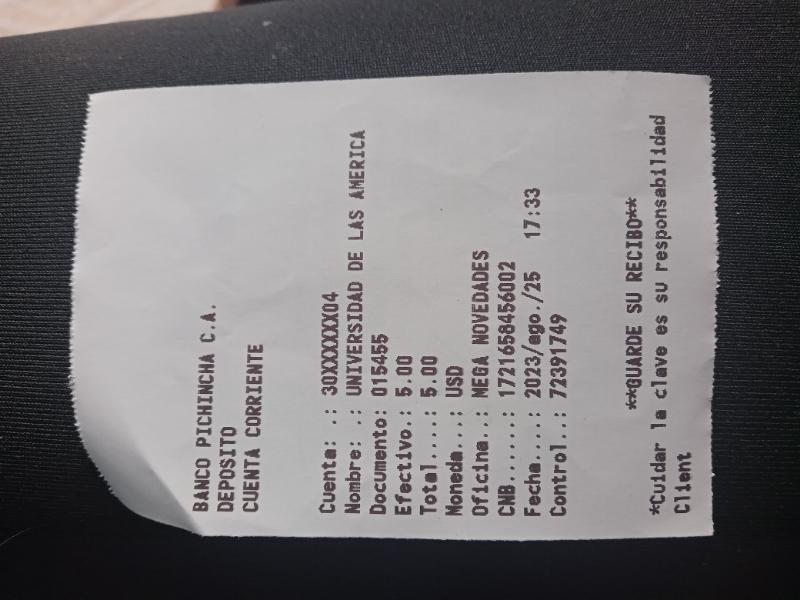 BANCO PICHINCHA C.A.
DEPOSITO
CUENTA CORRIENTE
Cuenta: .: 30XXXXXX04
Nombre: .: UNIVERSIDAD DE LAS AMERICA
Documento: 015455
Efectivo.: 5.00
Total....: 5.00
Moneda...: USD
Oficina..: MEGA NOVEDADES
CNB......: 1721658456002
Fecha....: 2023/ago./25 17:33
Control..: 72391749
**GUARDE SU RECIBO**
*Cuidar la clave es su responsabilidad
Client